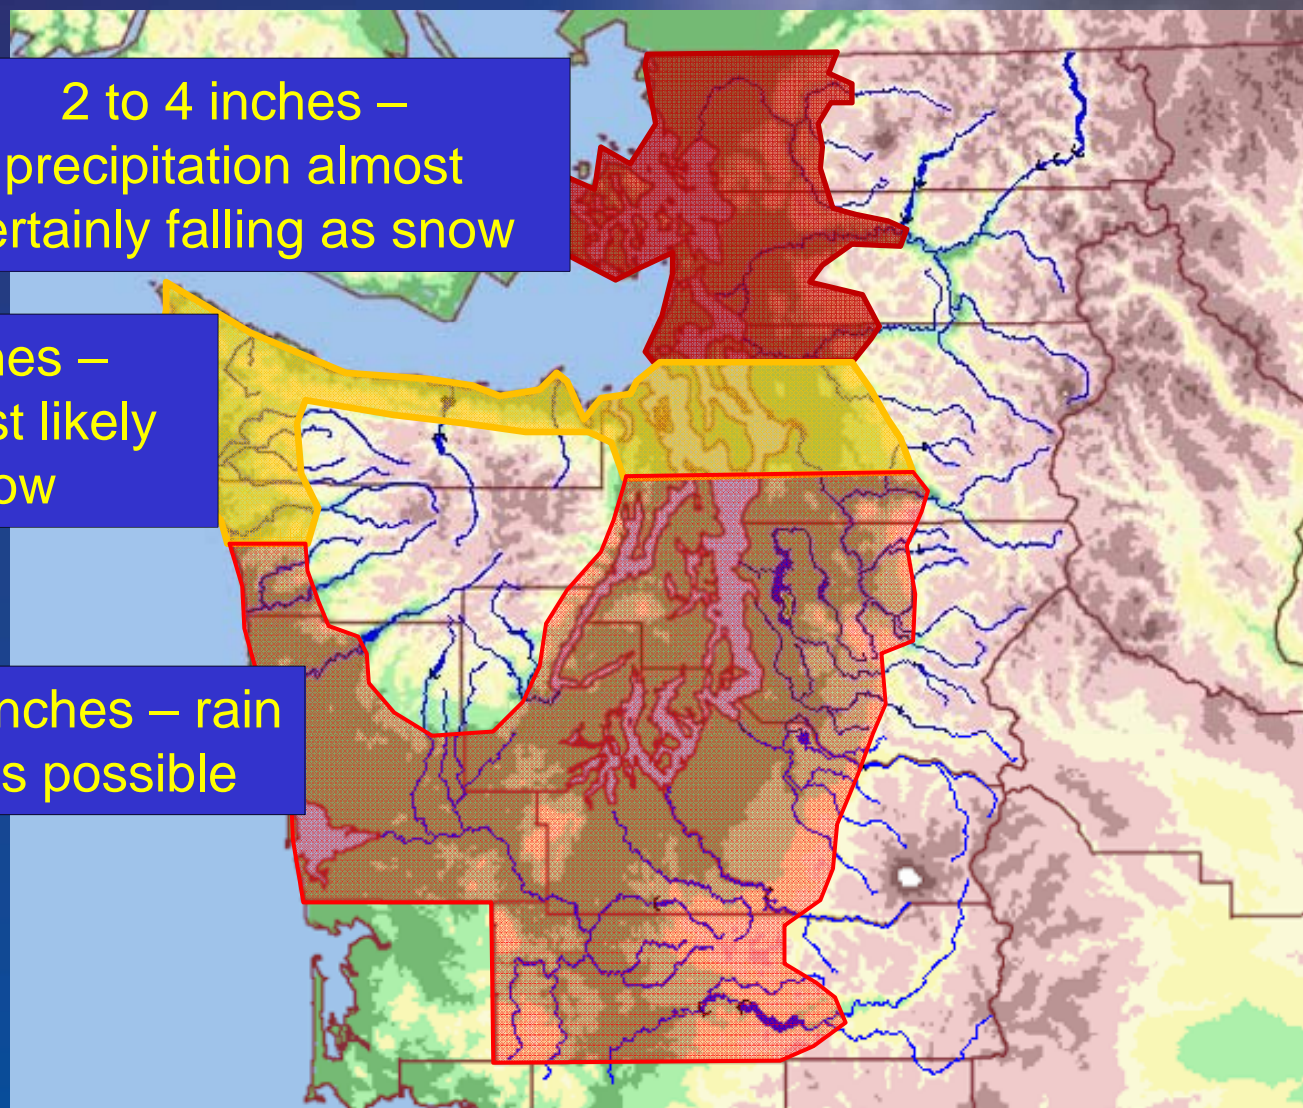 2 to 4 inches –
precipitation almost
ertainly falling as snow
hes –
st likely
ow
nches – rain
s possible